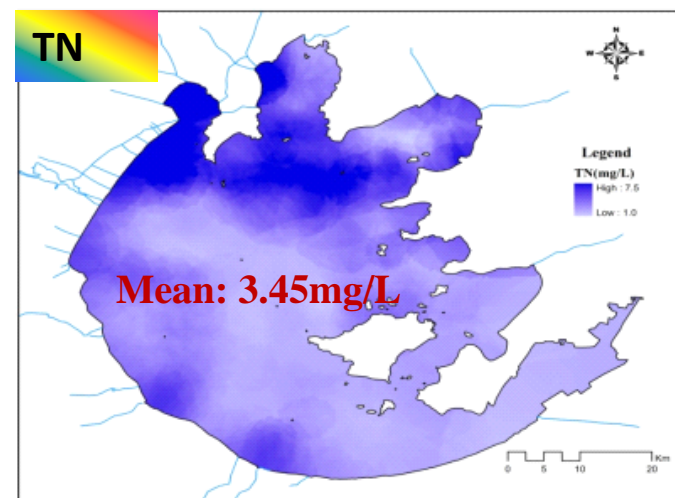 TN
N
W E
S
Legend
TN(mg/L)
High : 7.5
Low : 1.0
Mean: 3.45mg/L
Km
0 5 10 20